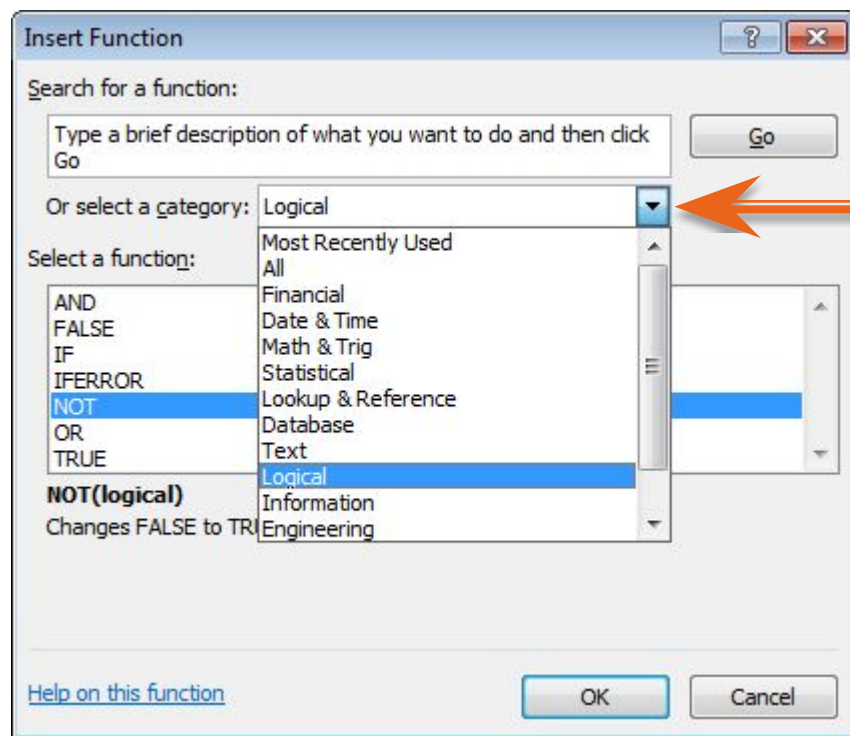 Insert Function
Search for a function:
Type a brief description of what you want to do and then click
Go
Go
Or select a category: Logical
Most Recently Used
All
Financial
Date & Time
Math & Trig
Statistical
Lookup & Reference
Database
Text
Logical
Information
Engineering
Select a function:
AND
FALSE
IF
IFERROR
NOT
OR
TRUE
NOT(logical)
Changes FALSE to
Help on this function
OK
Cancel